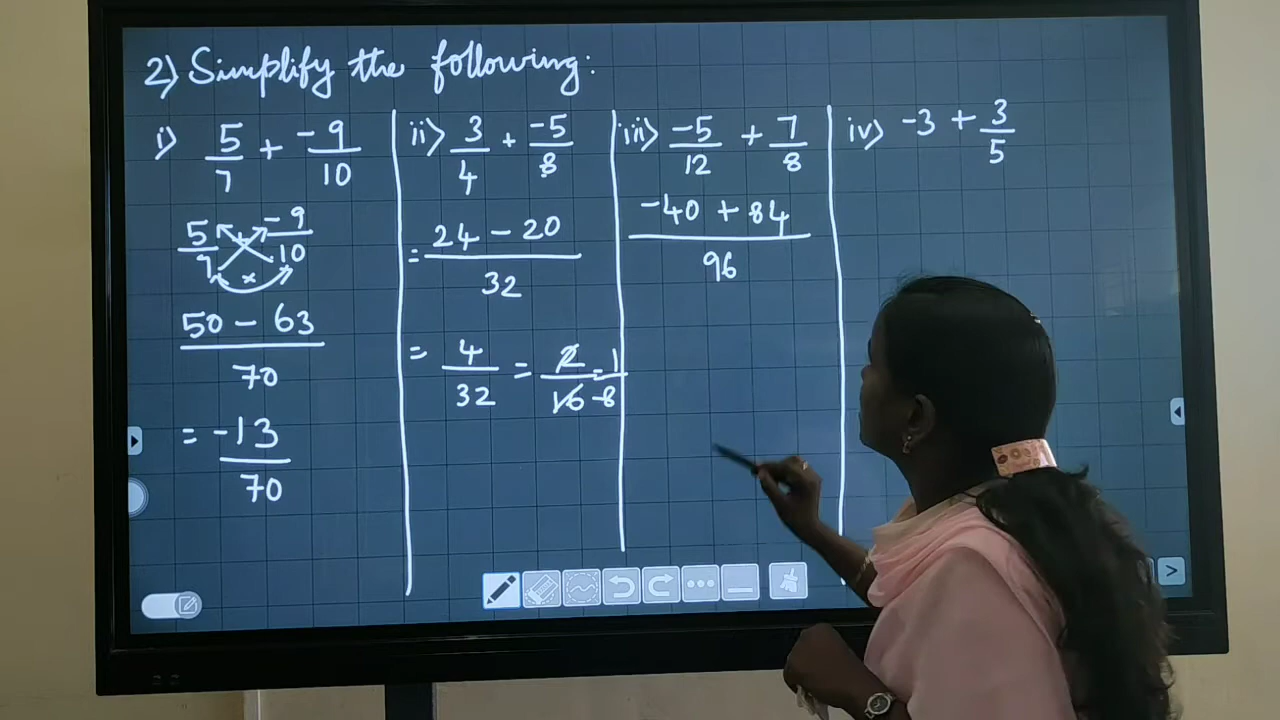 2) Simplify the following:
i) 5/7 + -9/10
5/7 × -9/10
50 - 63 / 70
= -13/70
ii) 3/4 + -5/8
= 24 - 20 / 32
= 4/32 = 2/16 = 1/8
iii) -5/12 + 7/8
-40 + 84 / 96
iv) -3 + 3/5